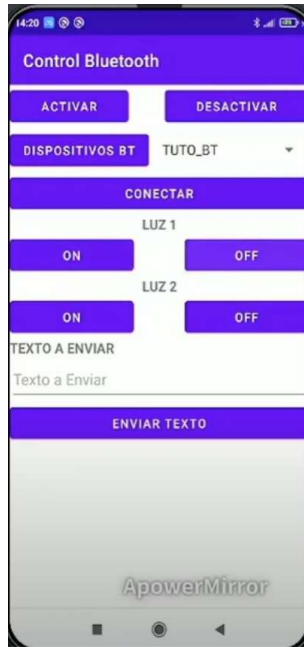 14:20
Control Bluetooth
ACTIVAR DESACTIVAR
DISPOSITIVOS BT TUTO_BT
CONECTAR
LUZ 1
ON OFF
LUZ 2
ON OFF
TEXTO A ENVIAR
Texto a Enviar
ENVIAR TEXTO
ApowerMirror